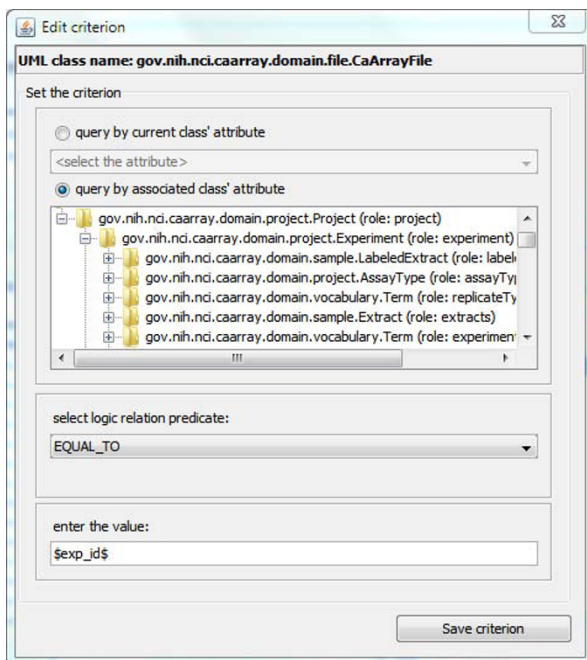 Edit criterion
UML class name: gov.nih.nci.caarray.domain.file.CaArrayFile
Set the criterion
query by current class' attribute
<select the attribute>
query by associated class' attribute
gov.nih.nci.caarray.domain.project.Project (role: project)
gov.nih.nci.caarray.domain.project.Experiment (role: experiment)
gov.nih.nci.caarray.domain.sample.LabeledExtract (role: label
gov.nih.nci.caarray.domain.project.AssayType (role: assayTy
gov.nih.nci.caarray.domain.vocabulary.Term (role: replicateTy
gov.nih.nci.caarray.domain.sample.Extract (role: extracts)
gov.nih.nci.caarray.domain.vocabulary.Term (role: experimen
select logic relation predicate:
EQUAL_TO
enter the value:
$exp_id$
Save criterion